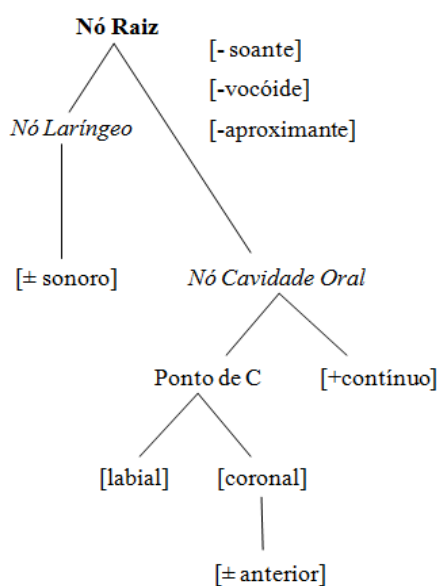 Nó Raiz
[- soante]
[-vocóide]
[-aproximante]
Nó Laríngeo
[± sonoro]
Nó Cavidade Oral
Ponto de C
[+contínuo]
[labial]
[coronal]
[± anterior]